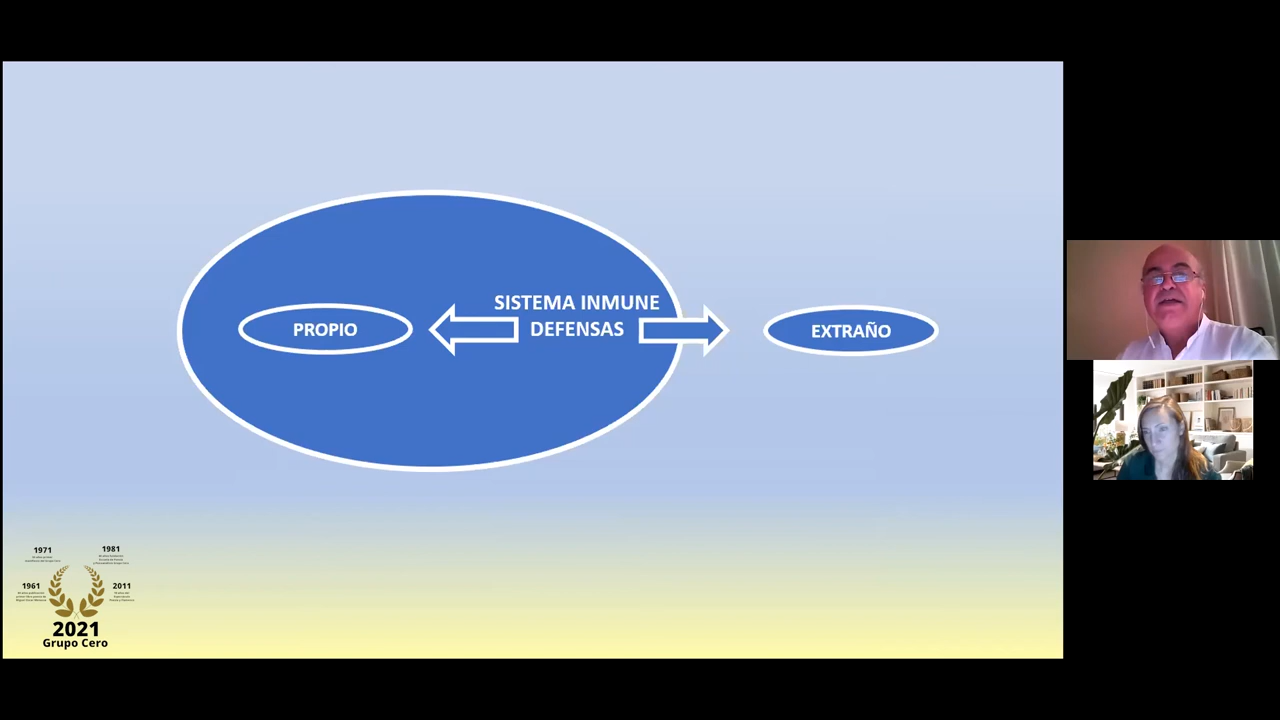 SISTEMA INMUNE
DEFENSAS
PROPIO
EXTRAÑO
1971
1981
1961
2011
2021
Grupo Cero